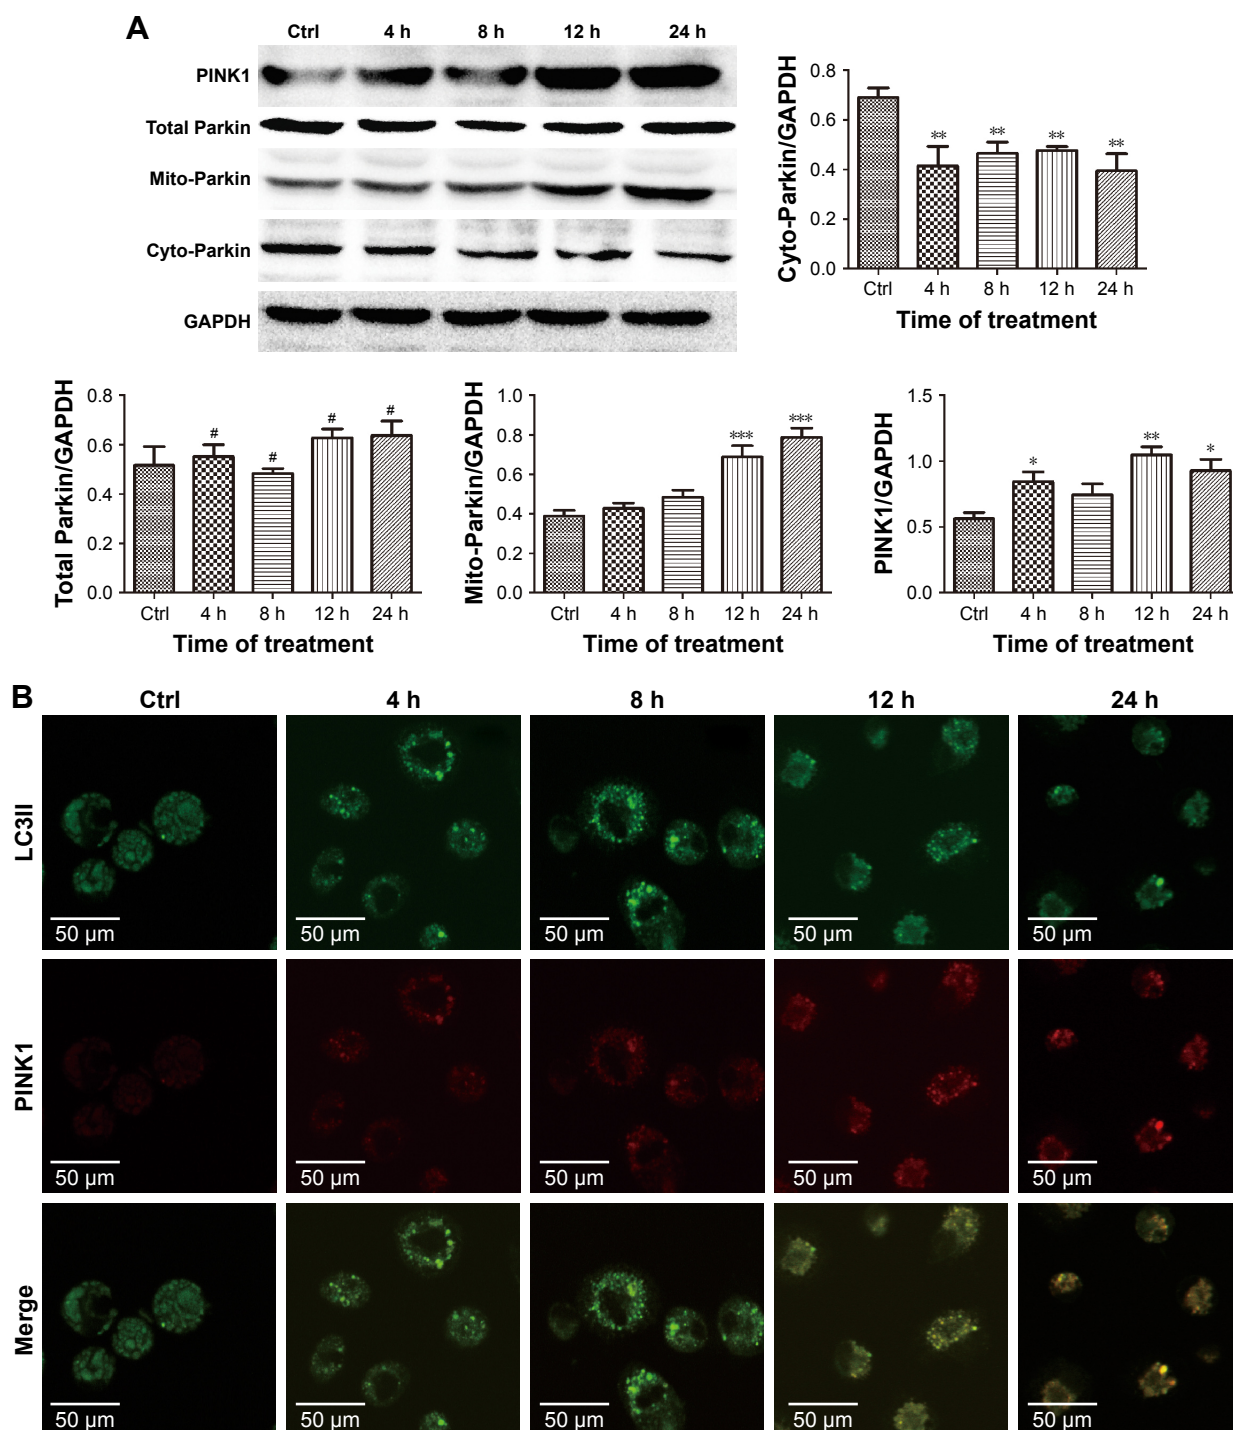 A
Ctrl 4 h 8 h 12 h 24 h
PINK1
Total Parkin
Mito-Parkin
Cyto-Parkin
GAPDH
Cyto-Parkin/GAPDH
0.8
0.6
0.4
0.2
0.0
** ** ** **
Ctrl 4 h 8 h 12 h 24 h
Time of treatment
Total Parkin/GAPDH
0.8
0.6
0.4
0.2
0.0
# # # #
Ctrl 4 h 8 h 12 h 24 h
Time of treatment
Mito-Parkin/GAPDH
1.0
0.8
0.6
0.4
0.2
0.0
*** ***
Ctrl 4 h 8 h 12 h 24 h
Time of treatment
PINK1/GAPDH
1.5
1.0
0.5
0.0
* ** *
Ctrl 4 h 8 h 12 h 24 h
Time of treatment
B
Ctrl 4 h 8 h 12 h 24 h
LC3II
50 µm 50 µm 50 µm 50 µm 50 µm
PINK1
50 µm 50 µm 50 µm 50 µm 50 µm
Merge
50 µm 50 µm 50 µm 50 µm 50 µm